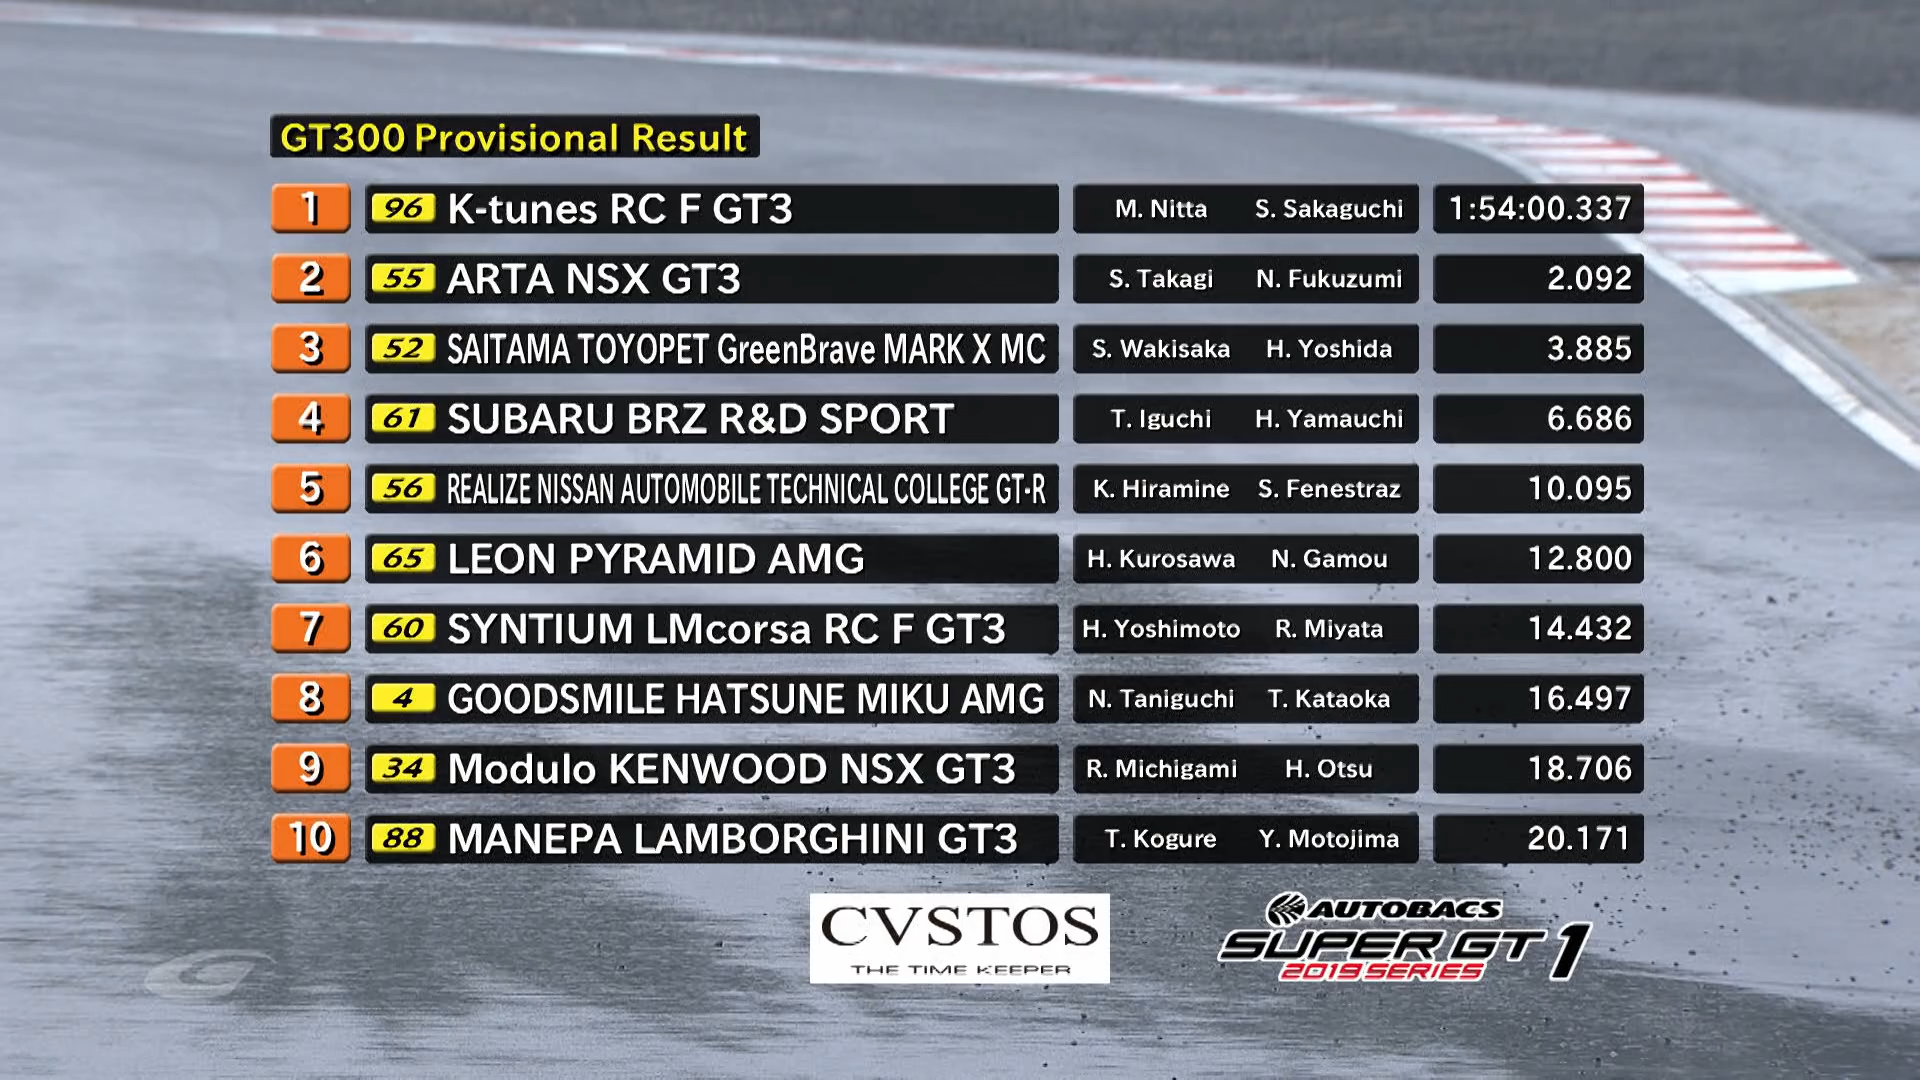 GT300 Provisional Result
1 96 K-tunes RC F GT3 M. Nitta S. Sakaguchi 1:54:00.337
2 55 ARTA NSX GT3 S. Takagi N. Fukuzumi 2.092
3 52 SAITAMA TOYOPET GreenBrave MARK X MC S. Wakisaka H. Yoshida 3.885
4 61 SUBARU BRZ R&D SPORT T. Iguchi H. Yamauchi 6.686
5 56 REALIZE NISSAN AUTOMOBILE TECHNICAL COLLEGE GT-R K. Hiramine S. Fenestraz 10.095
6 65 LEON PYRAMID AMG H. Kurosawa N. Gamou 12.800
7 60 SYNTIUM LMcorsa RC F GT3 H. Yoshimoto R. Miyata 14.432
8 4 GOODSMILE HATSUNE MIKU AMG N. Taniguchi T. Kataoka 16.497
9 34 Modulo KENWOOD NSX GT3 R. Michigami H. Otsu 18.706
10 88 MANEPA LAMBORGHINI GT3 T. Kogure Y. Motojima 20.171
CVSTOS
THE TIME KEEPER
AUTOBACS
SUPER GT 1
2019 SERIES